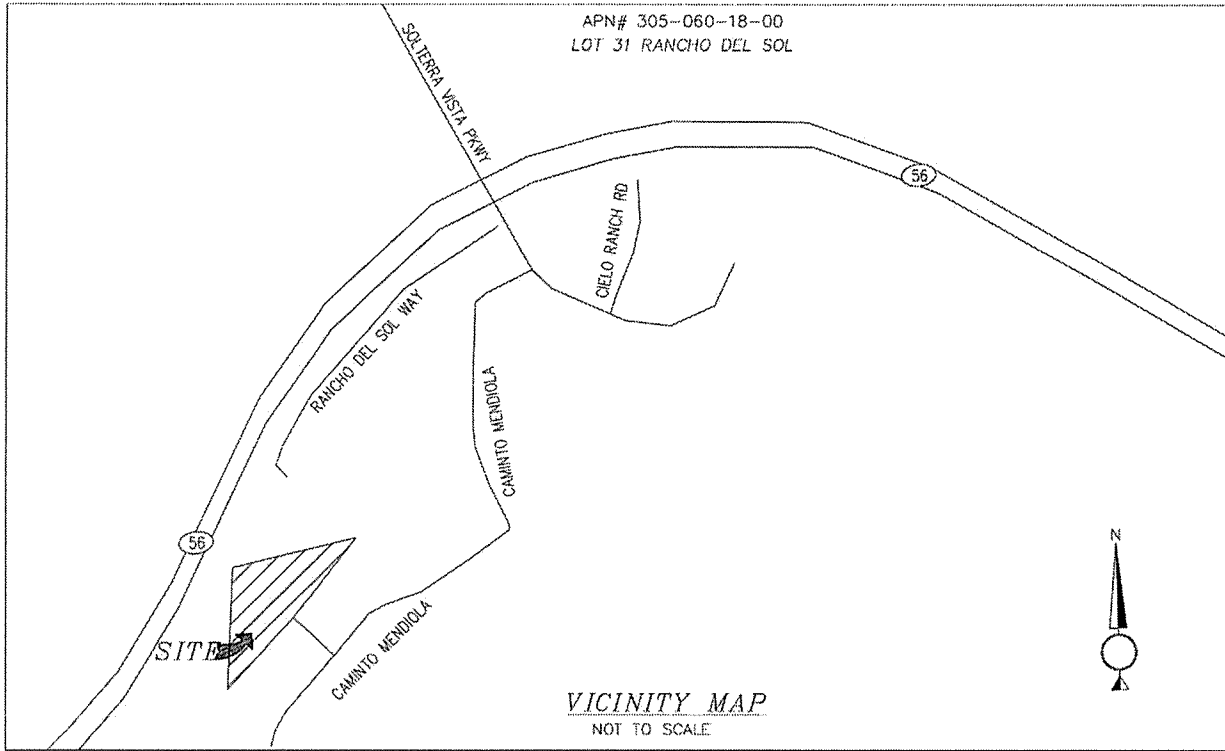 APN# 305-060-18-00
LOT 31 RANCHO DEL SOL
SOLTERRA VISTA PKWY
56
CIELO RANCH RD
RANCHO DEL SOL WAY
CAMINTO MENDIOLA
56
N
SITE
CAMINTO MENDIOLA
VICINITY MAP
NOT TO SCALE